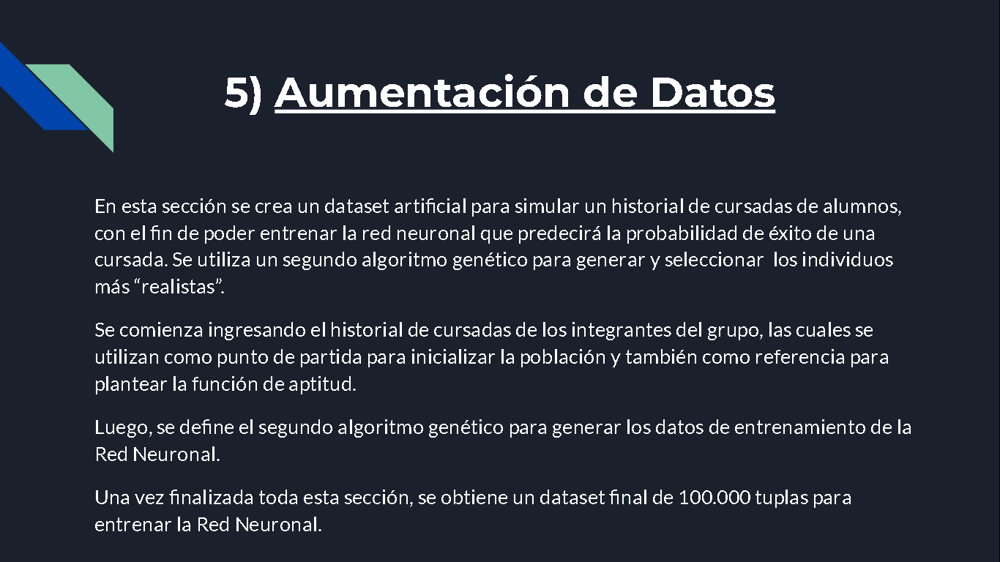 5) Aumentación de Datos
En esta sección se crea un dataset artificial para simular un historial de cursadas de alumnos,
con el fin de poder entrenar la red neuronal que predecirá la probabilidad de éxito de una
cursada. Se utiliza un segundo algoritmo genético para generar y seleccionar  los individuos
más “realistas”.
Se comienza ingresando el historial de cursadas de los integrantes del grupo, las cuales se
utilizan como punto de partida para inicializar la población y también como referencia para
plantear la función de aptitud.
Luego, se define el segundo algoritmo genético para generar los datos de entrenamiento de la
Red Neuronal.
Una vez finalizada toda esta sección, se obtiene un dataset final de 100.000 tuplas para
entrenar la Red Neuronal.